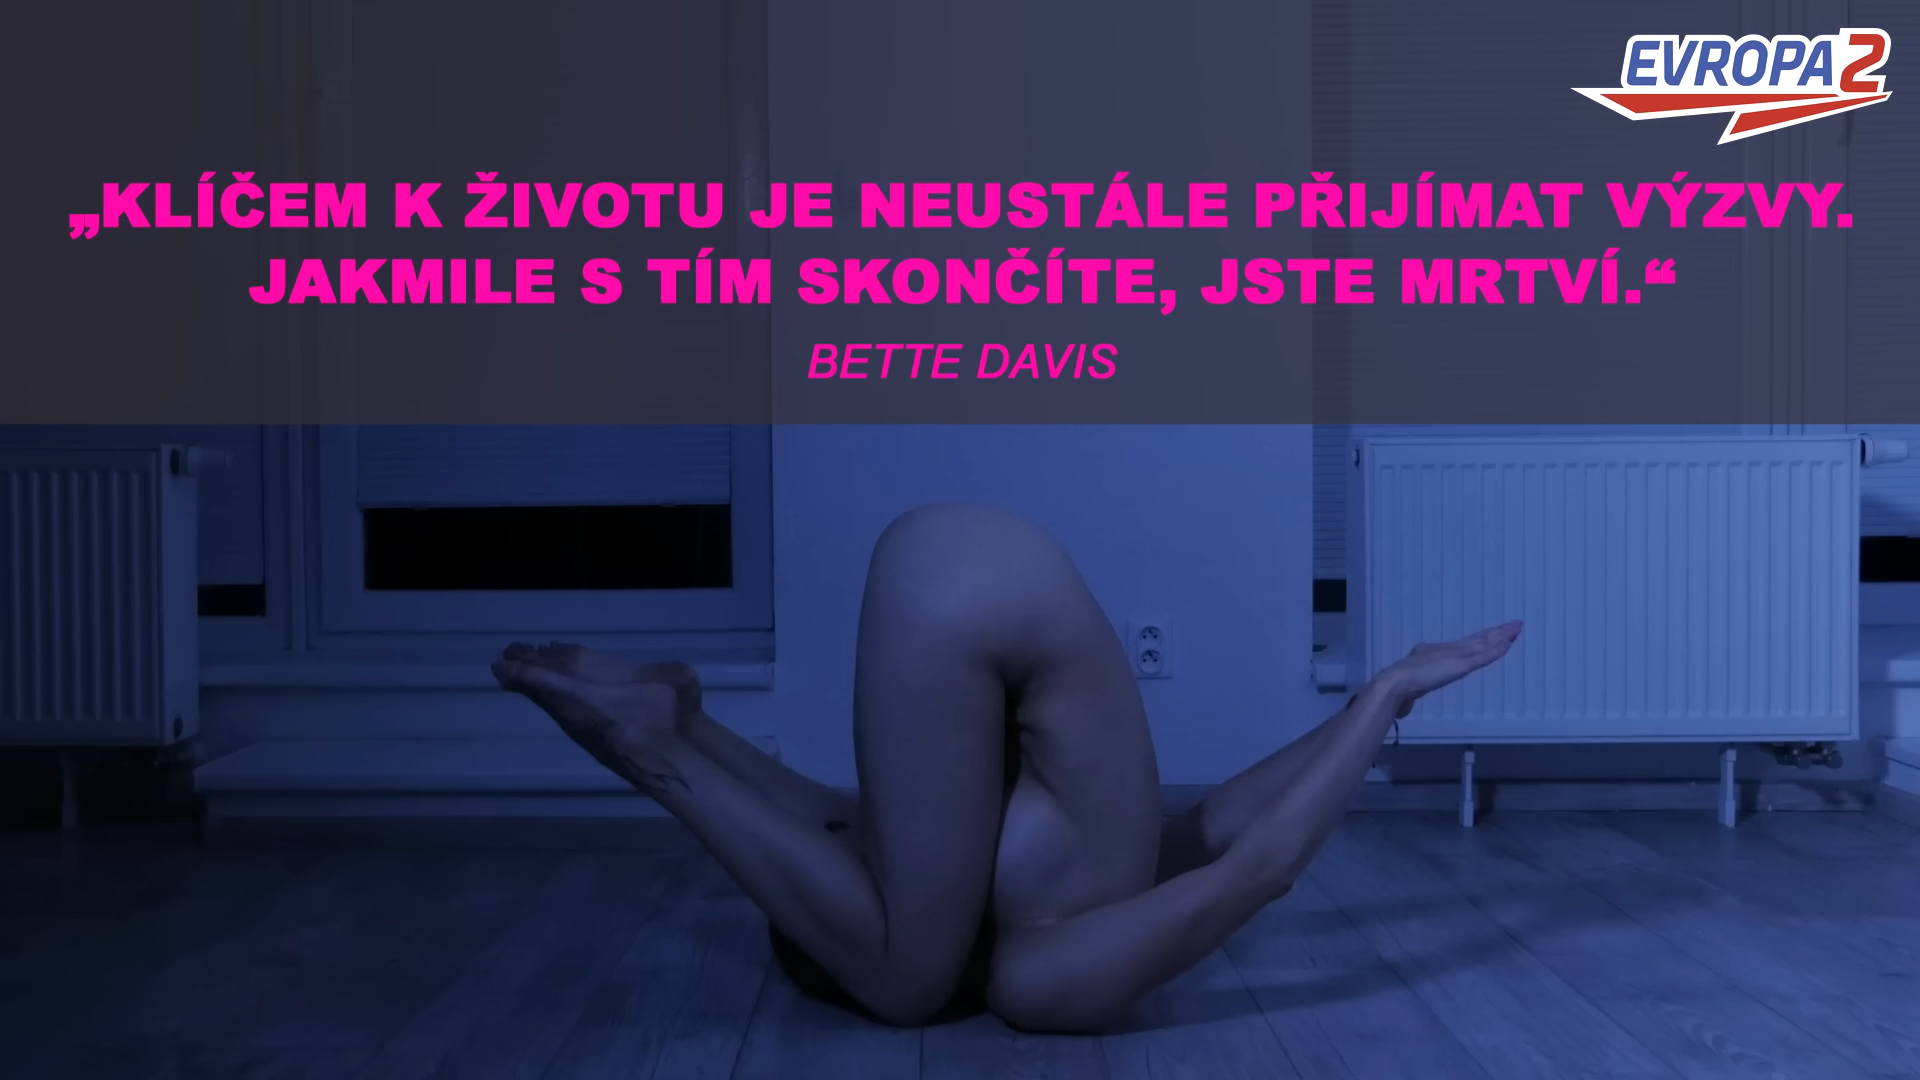 EVROPA 2
„KLÍČEM K ŽIVOTU JE NEUSTÁLE PŘIJÍMAT VÝZVY.
JAKMILE S TÍM SKONČÍTE, JSTE MRTVÍ.“
BETTE DAVIS